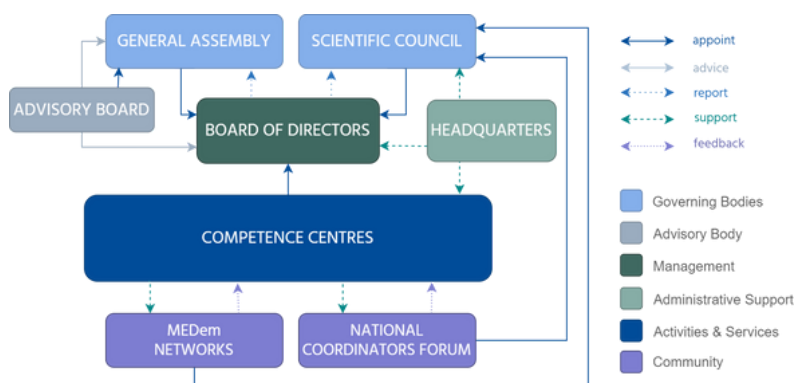 GENERAL ASSEMBLY
SCIENTIFIC COUNCIL
ADVISORY BOARD
BOARD OF DIRECTORS
HEADQUARTERS
COMPETENCE CENTRES
MEDem
NETWORKS
NATIONAL
COORDINATORS FORUM
appoint
advice
report
support
feedback
Governing Bodies
Advisory Body
Management
Administrative Support
Activities & Services
Community